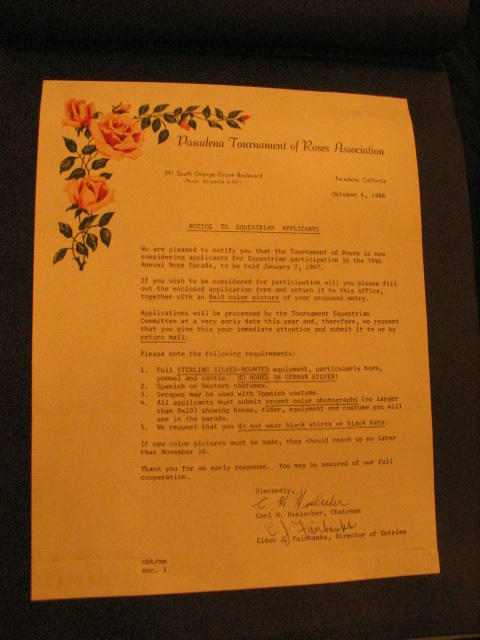 Pasadena Tournament of Roses Association
391 South Orange Grove Boulevard
Pasadena, California
October 6, 1966
NOTICE TO EQUESTRIAN APPLICANTS
We are pleased to notify you that the Tournament of Roses is now
considering applicants for Equestrian participation in the 78th
Annual Rose Parade, to be held January 2, 1967.
If you wish to be considered for participation will you please fill
out the enclosed application form and return it to this office,
together with an 8x10 color picture of your proposed entry.
Applications will be processed by the Tournament Equestrian
Committee at a very early date this year and, therefore, we request
that you give this your immediate attention and submit it to us by
return mail.
Please note the following requirements:
1. Full STERLING SILVER-MOUNTED equipment, particularly horn,
pommel and cantle. NO NOREL OR GERMAN SILVER!
2. Spanish or Western costumes.
3. Serapes may be used with Spanish costume.
4. All applicants must submit recent color photographs (no larger
than 8x10) showing horse, rider, equipment and costume you will
use in the parade.
5. We request that you do not wear black shirts or black hats.
If new color pictures must be made, they should reach us no later
than November 10.
Thank you for an early response. You may be assured of our full
cooperation.
Sincerely,
C H Hoelscher
Carl H. Hoelscher, Chairman
E J Fairbanks
Eldon J. Fairbanks, Director of Entries
chh/mm
enc. 1